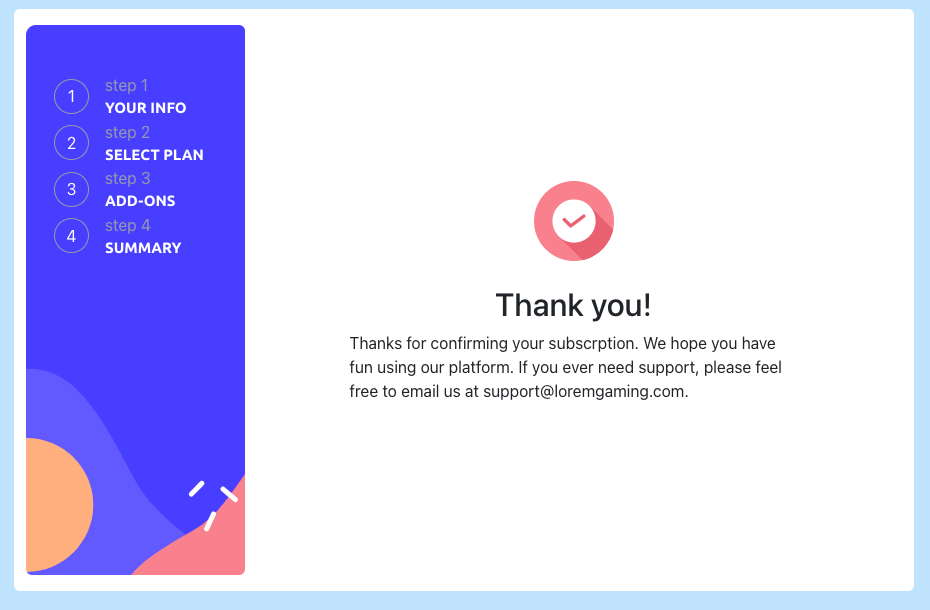 1
step 1
YOUR INFO
2
step 2
SELECT PLAN
3
step 3
ADD-ONS
4
step 4
SUMMARY
Thank you!
Thanks for confirming your subscrption. We hope you have
fun using our platform. If you ever need support, please feel
free to email us at support@loremgaming.com.